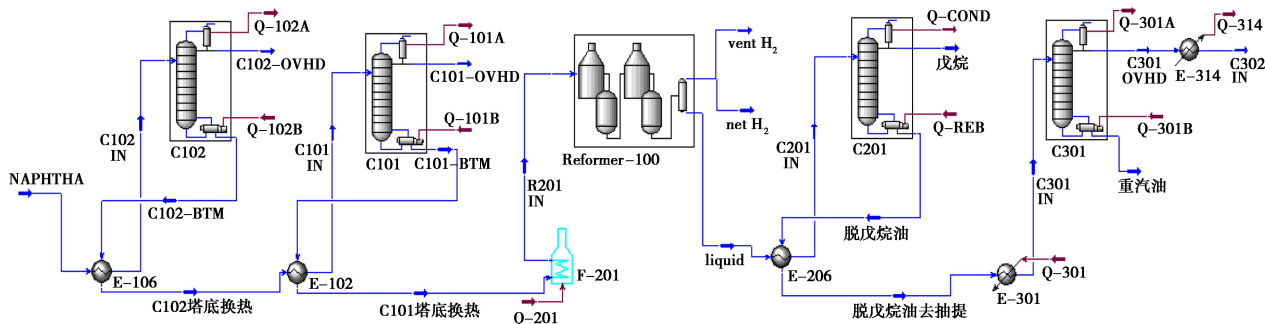 Q-102A
C102-OVHD
Q-102B
C102
C102
IN
NAPHTHA
C102-BTM
E-106
C102塔底换热
Q-101A
C101-OVHD
Q-101B
C101
C101-BTM
C101
IN
E-102
C101塔底换热
R201
IN
F-201
O-201
Reformer-100
vent H₂
net H₂
liquid
Q-COND
戊烷
Q-REB
C201
C201
IN
脱戊烷油
E-206
脱戊烷油去抽提
Q-301A
C301
OVHD
Q-314
E-314
C302
IN
Q-301B
C301
重汽油
C301
IN
Q-301
E-301